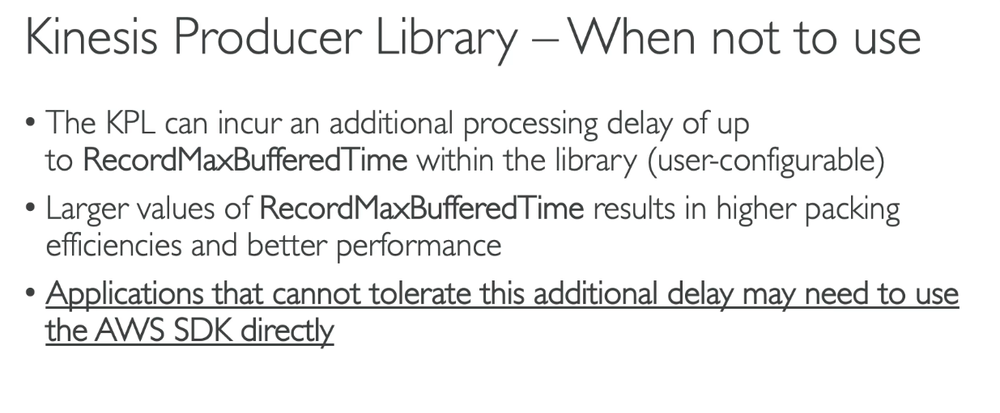 Kinesis Producer Library – When not to use
• The KPL can incur an additional processing delay of up
to RecordMaxBufferedTime within the library (user-configurable)
• Larger values of RecordMaxBufferedTime results in higher packing
efficiencies and better performance
• Applications that cannot tolerate this additional delay may need to use
the AWS SDK directly